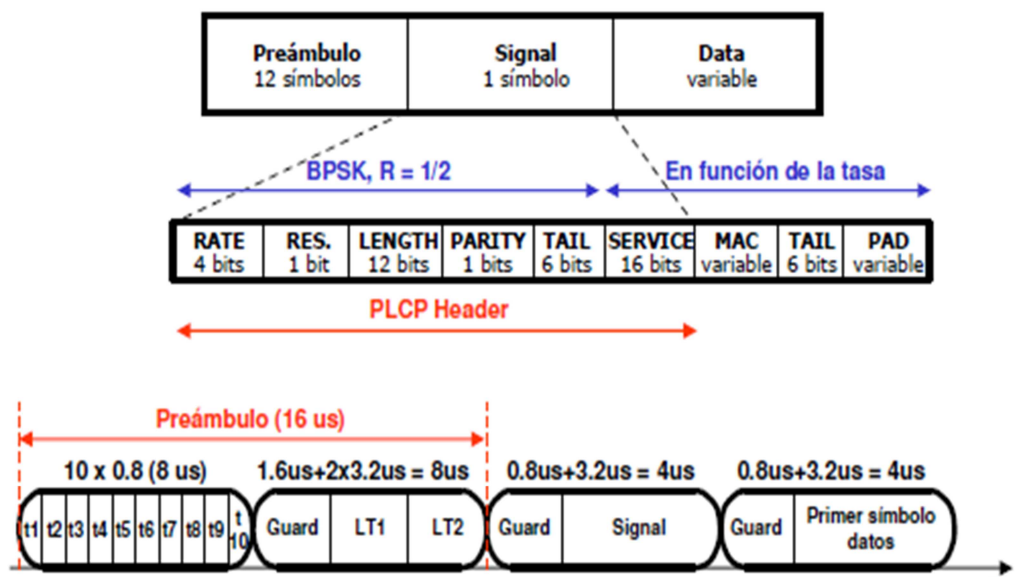 Preámbulo Signal Data
12 símbolos 1 símbolo variable
BPSK, R = 1/2 En función de la tasa
RATE RES. LENGTH PARITY TAIL SERVICE MAC TAIL PAD
4 bits 1 bit 12 bits 1 bits 6 bits 16 bits variable 6 bits variable
PLCP Header
Preámbulo (16 us)
10 x 0.8 (8 us) 1.6us+2x3.2us = 8us 0.8us+3.2us = 4us 0.8us+3.2us = 4us
t1 t2 t3 t4 t5 t6 t7 t8 t9 t 10 Guard LT1 LT2 Guard Signal Guard Primer símbolo
datos